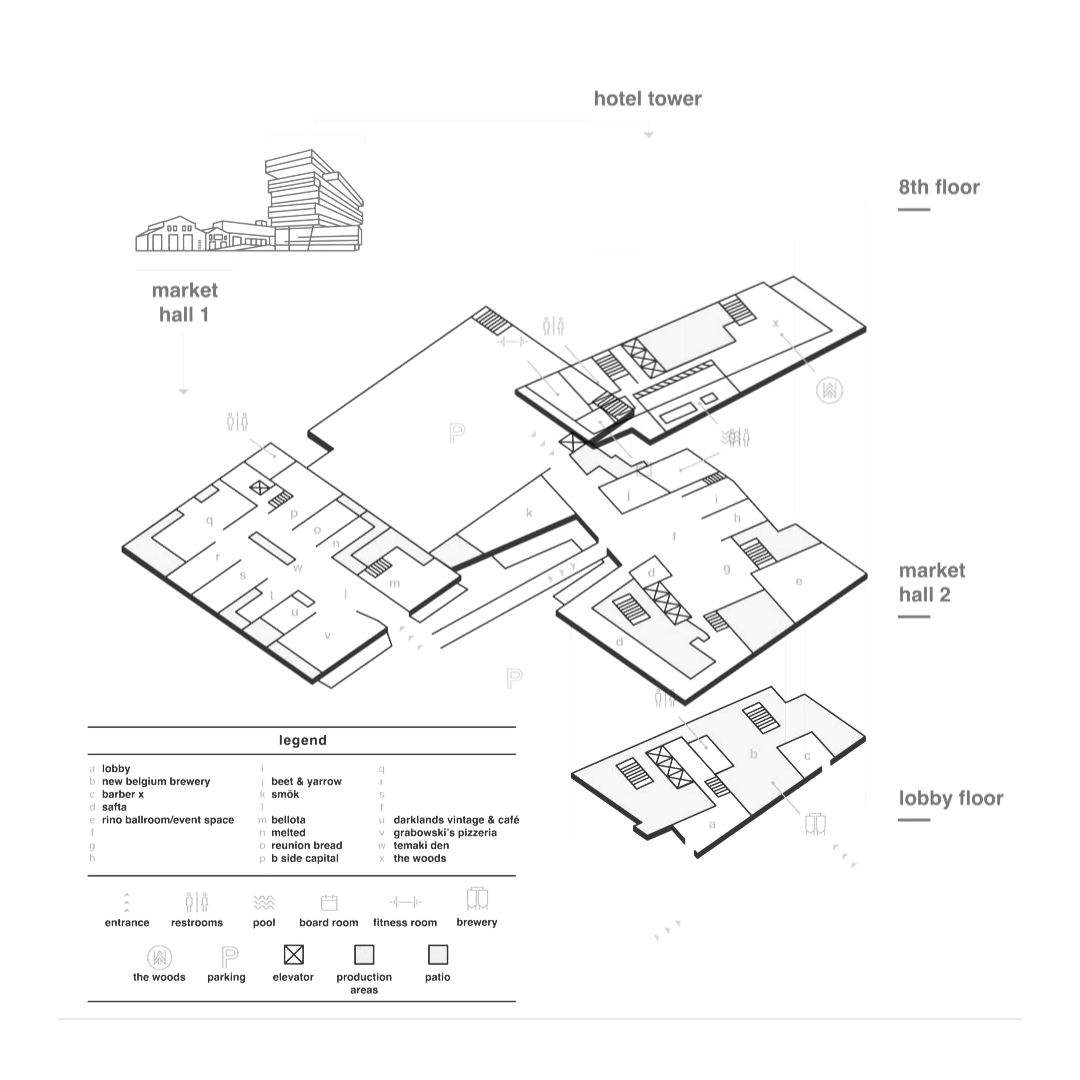 hotel tower
8th floor
market
hall 1
x
P
q
p
o
n
r
w
s
m
t
l
u
v
k
j
i
h
f
g
d
e
d
market
hall 2
P
b
c
a
lobby floor
legend
a lobby
b new belgium brewery
c barber x
d safta
e rino ballroom/event space
f
g
h
i
j beet & yarrow
k smōk
l
m bellota
n melted
o reunion bread
p b side capital
q
r
s
t
u darklands vintage & café
v grabowski's pizzeria
w temaki den
x the woods
entrance
restrooms
pool
board room
fitness room
brewery
P
the woods
parking
elevator
production
areas
patio